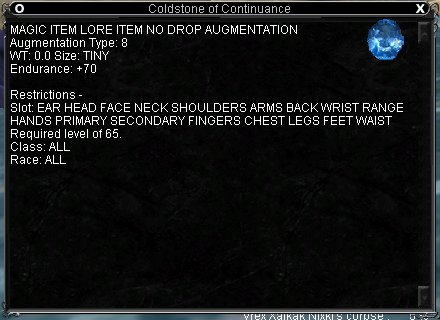 O Coldstone of Continuance X
MAGIC ITEM LORE ITEM NO DROP AUGMENTATION
Augmentation Type: 8
WT: 0.0 Size: TINY
Endurance: +70
Restrictions -
Slot: EAR HEAD FACE NECK SHOULDERS ARMS BACK WRIST RANGE
HANDS PRIMARY SECONDARY FINGERS CHEST LEGS FEET WAIST
Required level of 65.
Class: ALL
Race: ALL
corpse